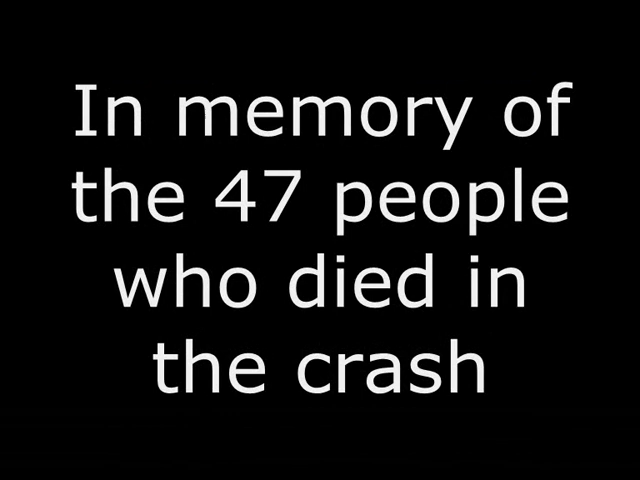 In memory of
the 47 people
who died in
the crash